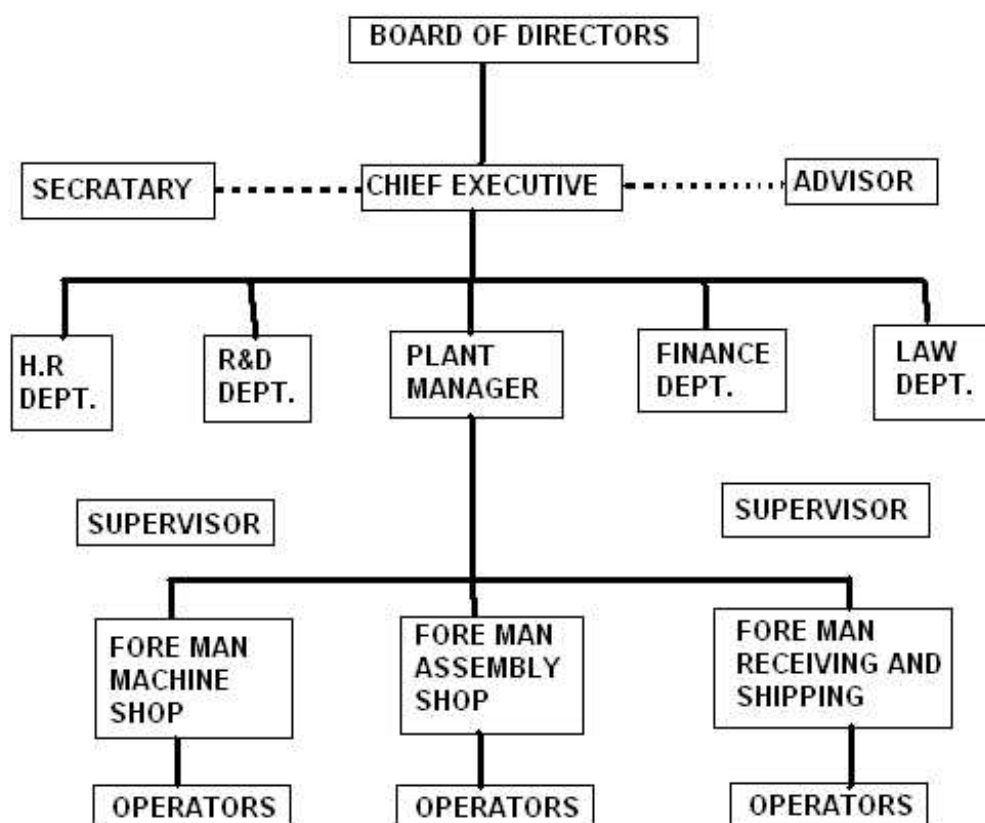 BOARD OF DIRECTORS
SECRATARY
CHIEF EXECUTIVE
ADVISOR
H.R
DEPT.
R&D
DEPT.
PLANT
MANAGER
FINANCE
DEPT.
LAW
DEPT.
SUPERVISOR
SUPERVISOR
FORE MAN
MACHINE
SHOP
FORE MAN
ASSEMBLY
SHOP
FORE MAN
RECEIVING AND
SHIPPING
OPERATORS
OPERATORS
OPERATORS